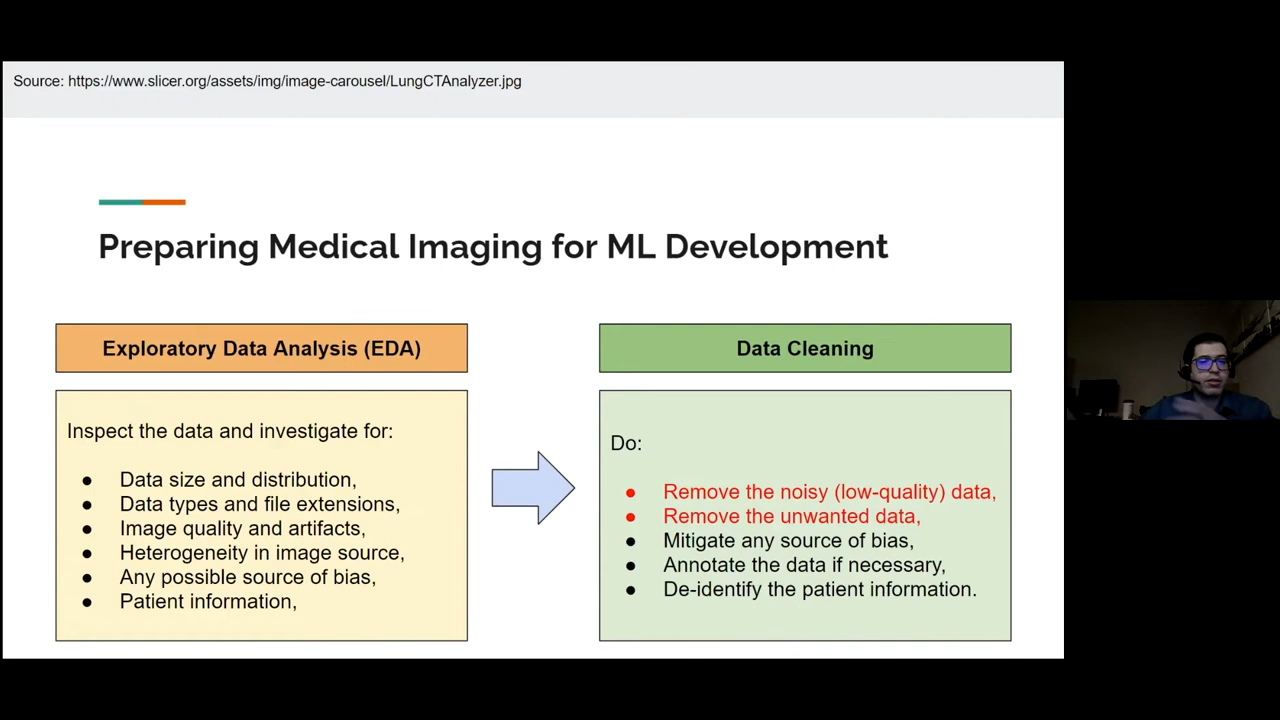 Source: https://www.slicer.org/assets/img/image-carousel/LungCTAnalyzer.jpg
Preparing Medical Imaging for ML Development
Exploratory Data Analysis (EDA)
Inspect the data and investigate for:
● Data size and distribution,
● Data types and file extensions,
● Image quality and artifacts,
● Heterogeneity in image source,
● Any possible source of bias,
● Patient information,
Data Cleaning
Do:
● Remove the noisy (low-quality) data,
● Remove the unwanted data,
● Mitigate any source of bias,
● Annotate the data if necessary,
● De-identify the patient information.